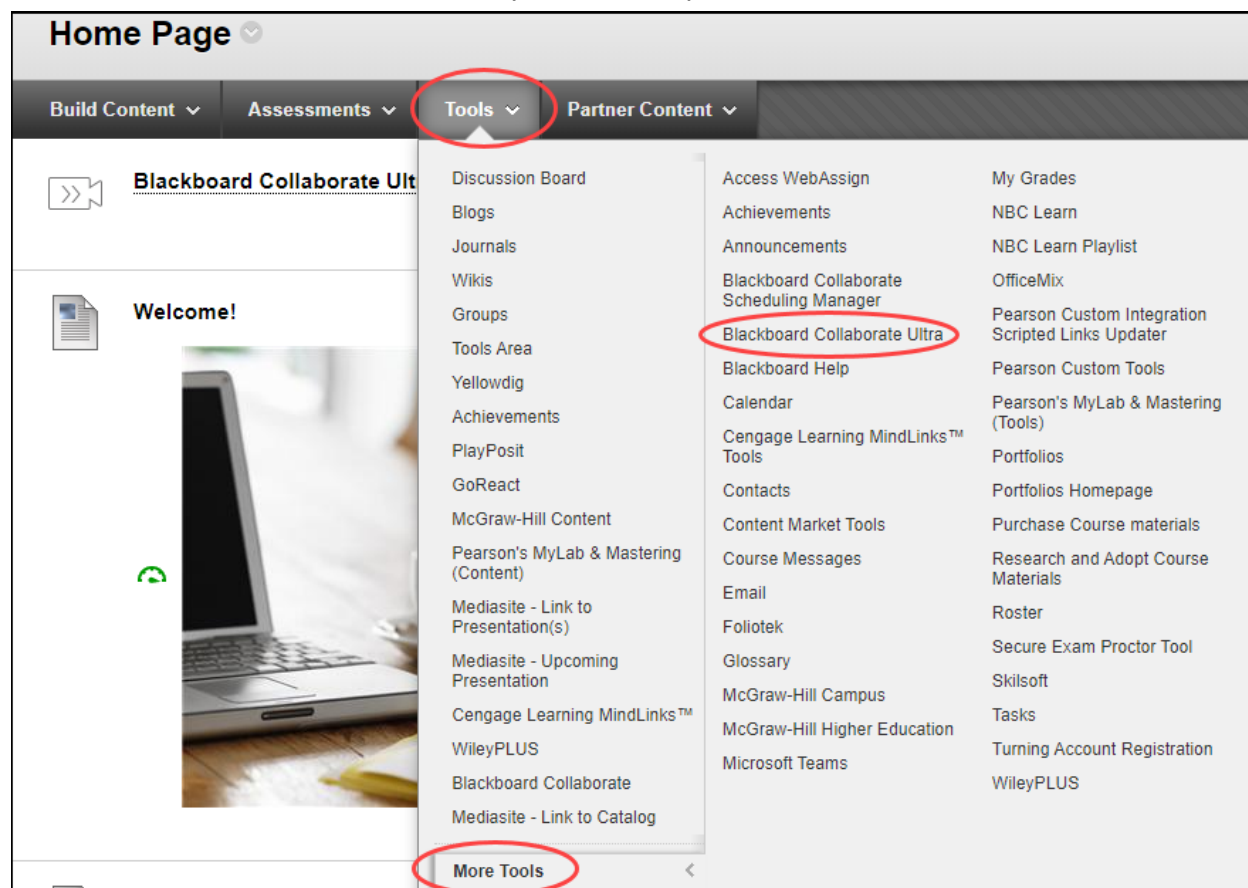 Home Page
Build Content
Assessments
Tools
Partner Content
Blackboard Collaborate Ult
Welcome!
Discussion Board
Blogs
Journals
Wikis
Groups
Tools Area
Yellowdig
Achievements
PlayPosit
GoReact
McGraw-Hill Content
Pearson's MyLab & Mastering
(Content)
Mediasite - Link to
Presentation(s)
Mediasite - Upcoming
Presentation
Cengage Learning MindLinks™
WileyPLUS
Blackboard Collaborate
Mediasite - Link to Catalog
More Tools
Access WebAssign
Achievements
Announcements
Blackboard Collaborate
Scheduling Manager
Blackboard Collaborate Ultra
Blackboard Help
Calendar
Cengage Learning MindLinks™
Tools
Contacts
Content Market Tools
Course Messages
Email
Foliotek
Glossary
McGraw-Hill Campus
McGraw-Hill Higher Education
Microsoft Teams
My Grades
NBC Learn
NBC Learn Playlist
OfficeMix
Pearson Custom Integration
Scripted Links Updater
Pearson Custom Tools
Pearson's MyLab & Mastering
(Tools)
Portfolios
Portfolios Homepage
Purchase Course materials
Research and Adopt Course
Materials
Roster
Secure Exam Proctor Tool
Skilsoft
Tasks
Turning Account Registration
WileyPLUS